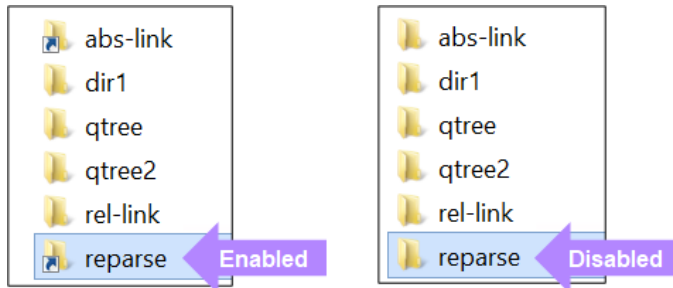 abs-link
dir1
qtree
qtree2
rel-link
reparse Enabled
abs-link
dir1
qtree
qtree2
rel-link
reparse Disabled